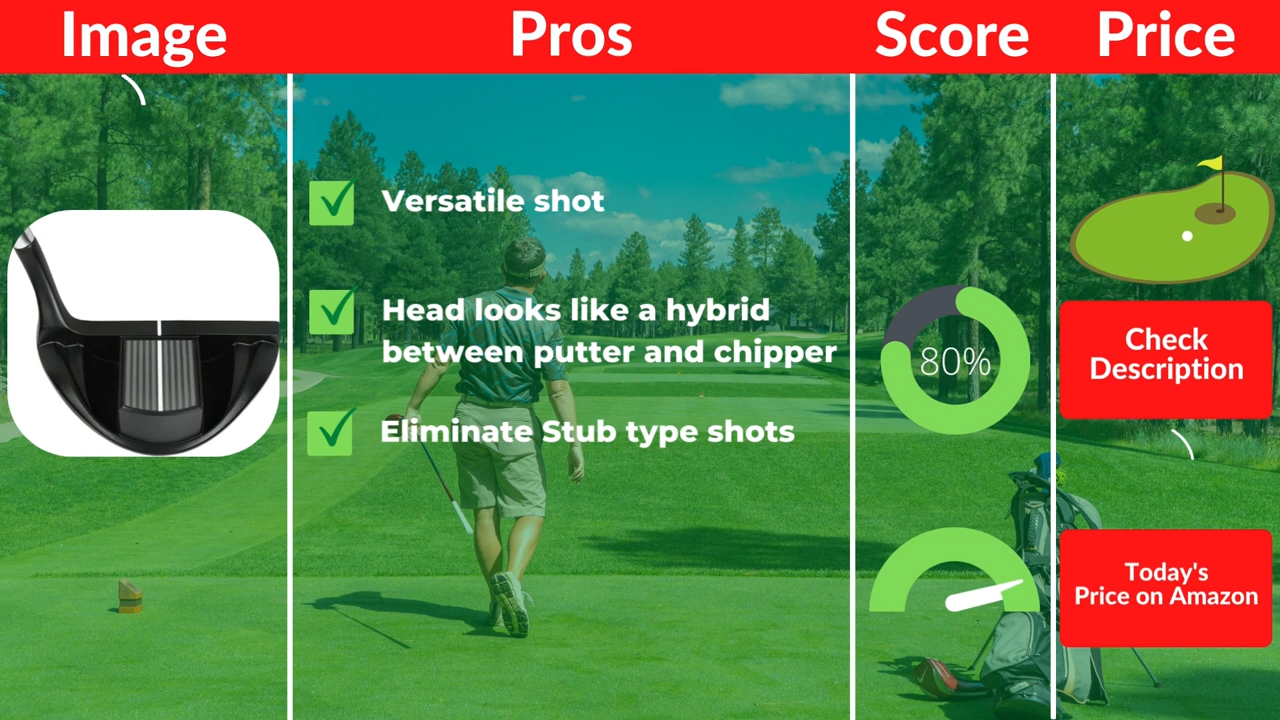 Image
Pros
Score
Price
Versatile shot
Head looks like a hybrid
between putter and chipper
Eliminate Stub type shots
80%
Check
Description
Today's
Price on Amazon